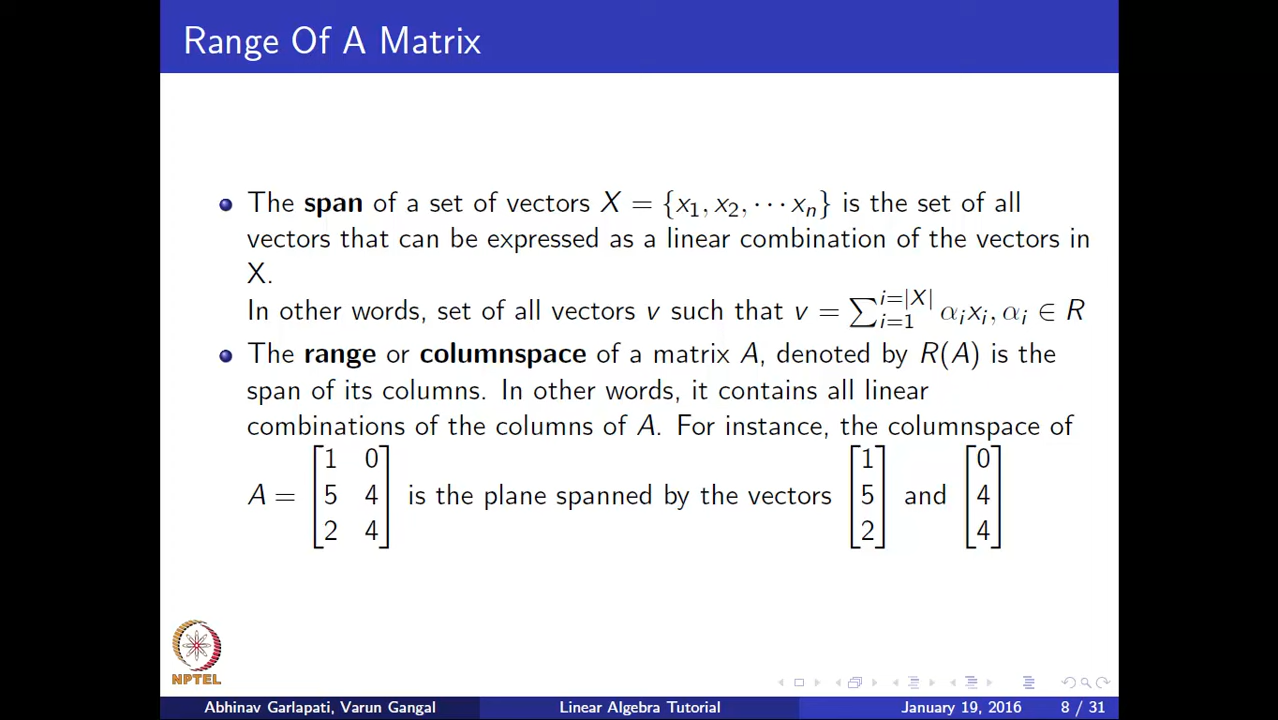 Range Of A Matrix
The span of a set of vectors X = {x₁, x₂, ··· xₙ} is the set of all
vectors that can be expressed as a linear combination of the vectors in
X.
In other words, set of all vectors v such that v = ∑_{i=1}^{i=|X|} αᵢxᵢ, αᵢ ∈ R
The range or columnspace of a matrix A, denoted by R(A) is the
span of its columns. In other words, it contains all linear
combinations of the columns of A. For instance, the columnspace of
A = [1 0; 5 4; 2 4] is the plane spanned by the vectors [1; 5; 2] and [0; 4; 4]
NPTEL
Abhinav Garlapati, Varun Gangal Linear Algebra Tutorial January 19, 2016 8 / 31